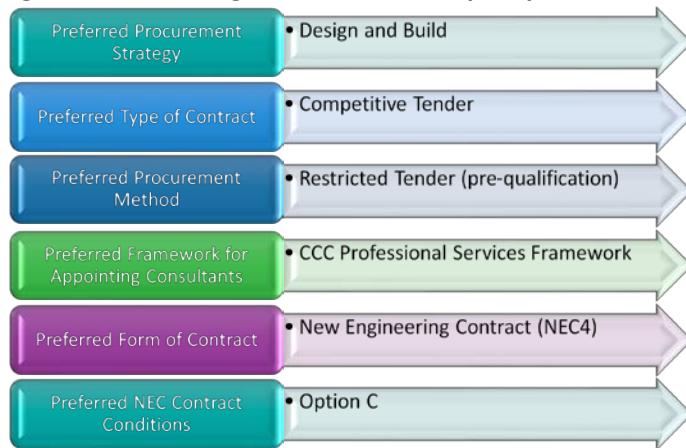 Preferred Procurement
Strategy
• Design and Build
Preferred Type of Contract
• Competitive Tender
Preferred Procurement
Method
• Restricted Tender (pre-qualification)
Preferred Framework for
Appointing Consultants
• CCC Professional Services Framework
Preferred Form of Contract
• New Engineering Contract (NEC4)
Preferred NEC Contract
Conditions
• Option C